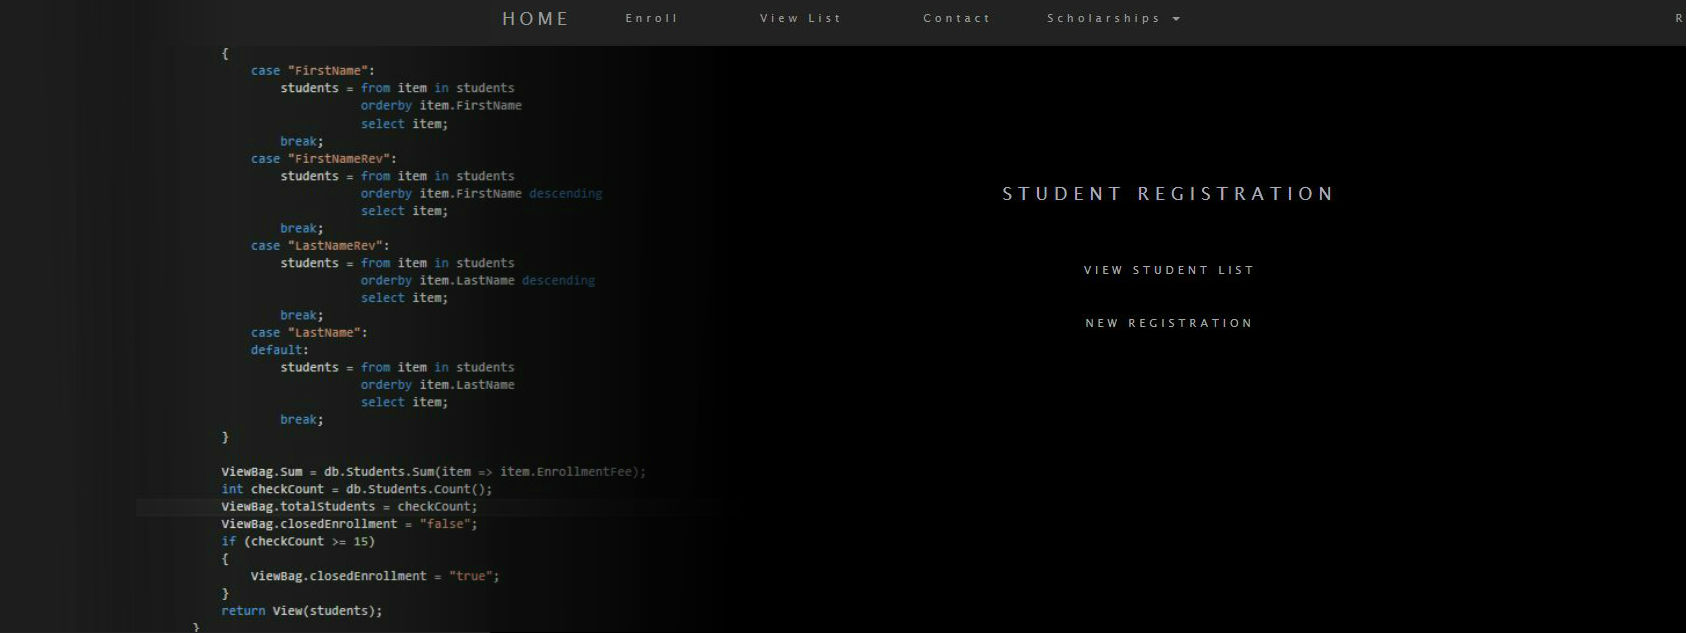 HOME Enroll View List Contact Scholarships R
{
case "FirstName":
students = from item in students
orderby item.FirstName
select item;
break;
case "FirstNameRev":
students = from item in students
orderby item.FirstName descending
select item;
break;
case "LastNameRev":
students = from item in students
orderby item.LastName descending
select item;
break;
case "LastName":
default:
students = from item in students
orderby item.LastName
select item;
break;
}
ViewBag.Sum = db.Students.Sum(item => item.EnrollmentFee);
int checkCount = db.Students.Count();
ViewBag.totalStudents = checkCount;
ViewBag.closedEnrollment = "false";
if (checkCount >= 15)
{
ViewBag.closedEnrollment = "true";
}
return View(students);
}
STUDENT REGISTRATION
VIEW STUDENT LIST
NEW REGISTRATION